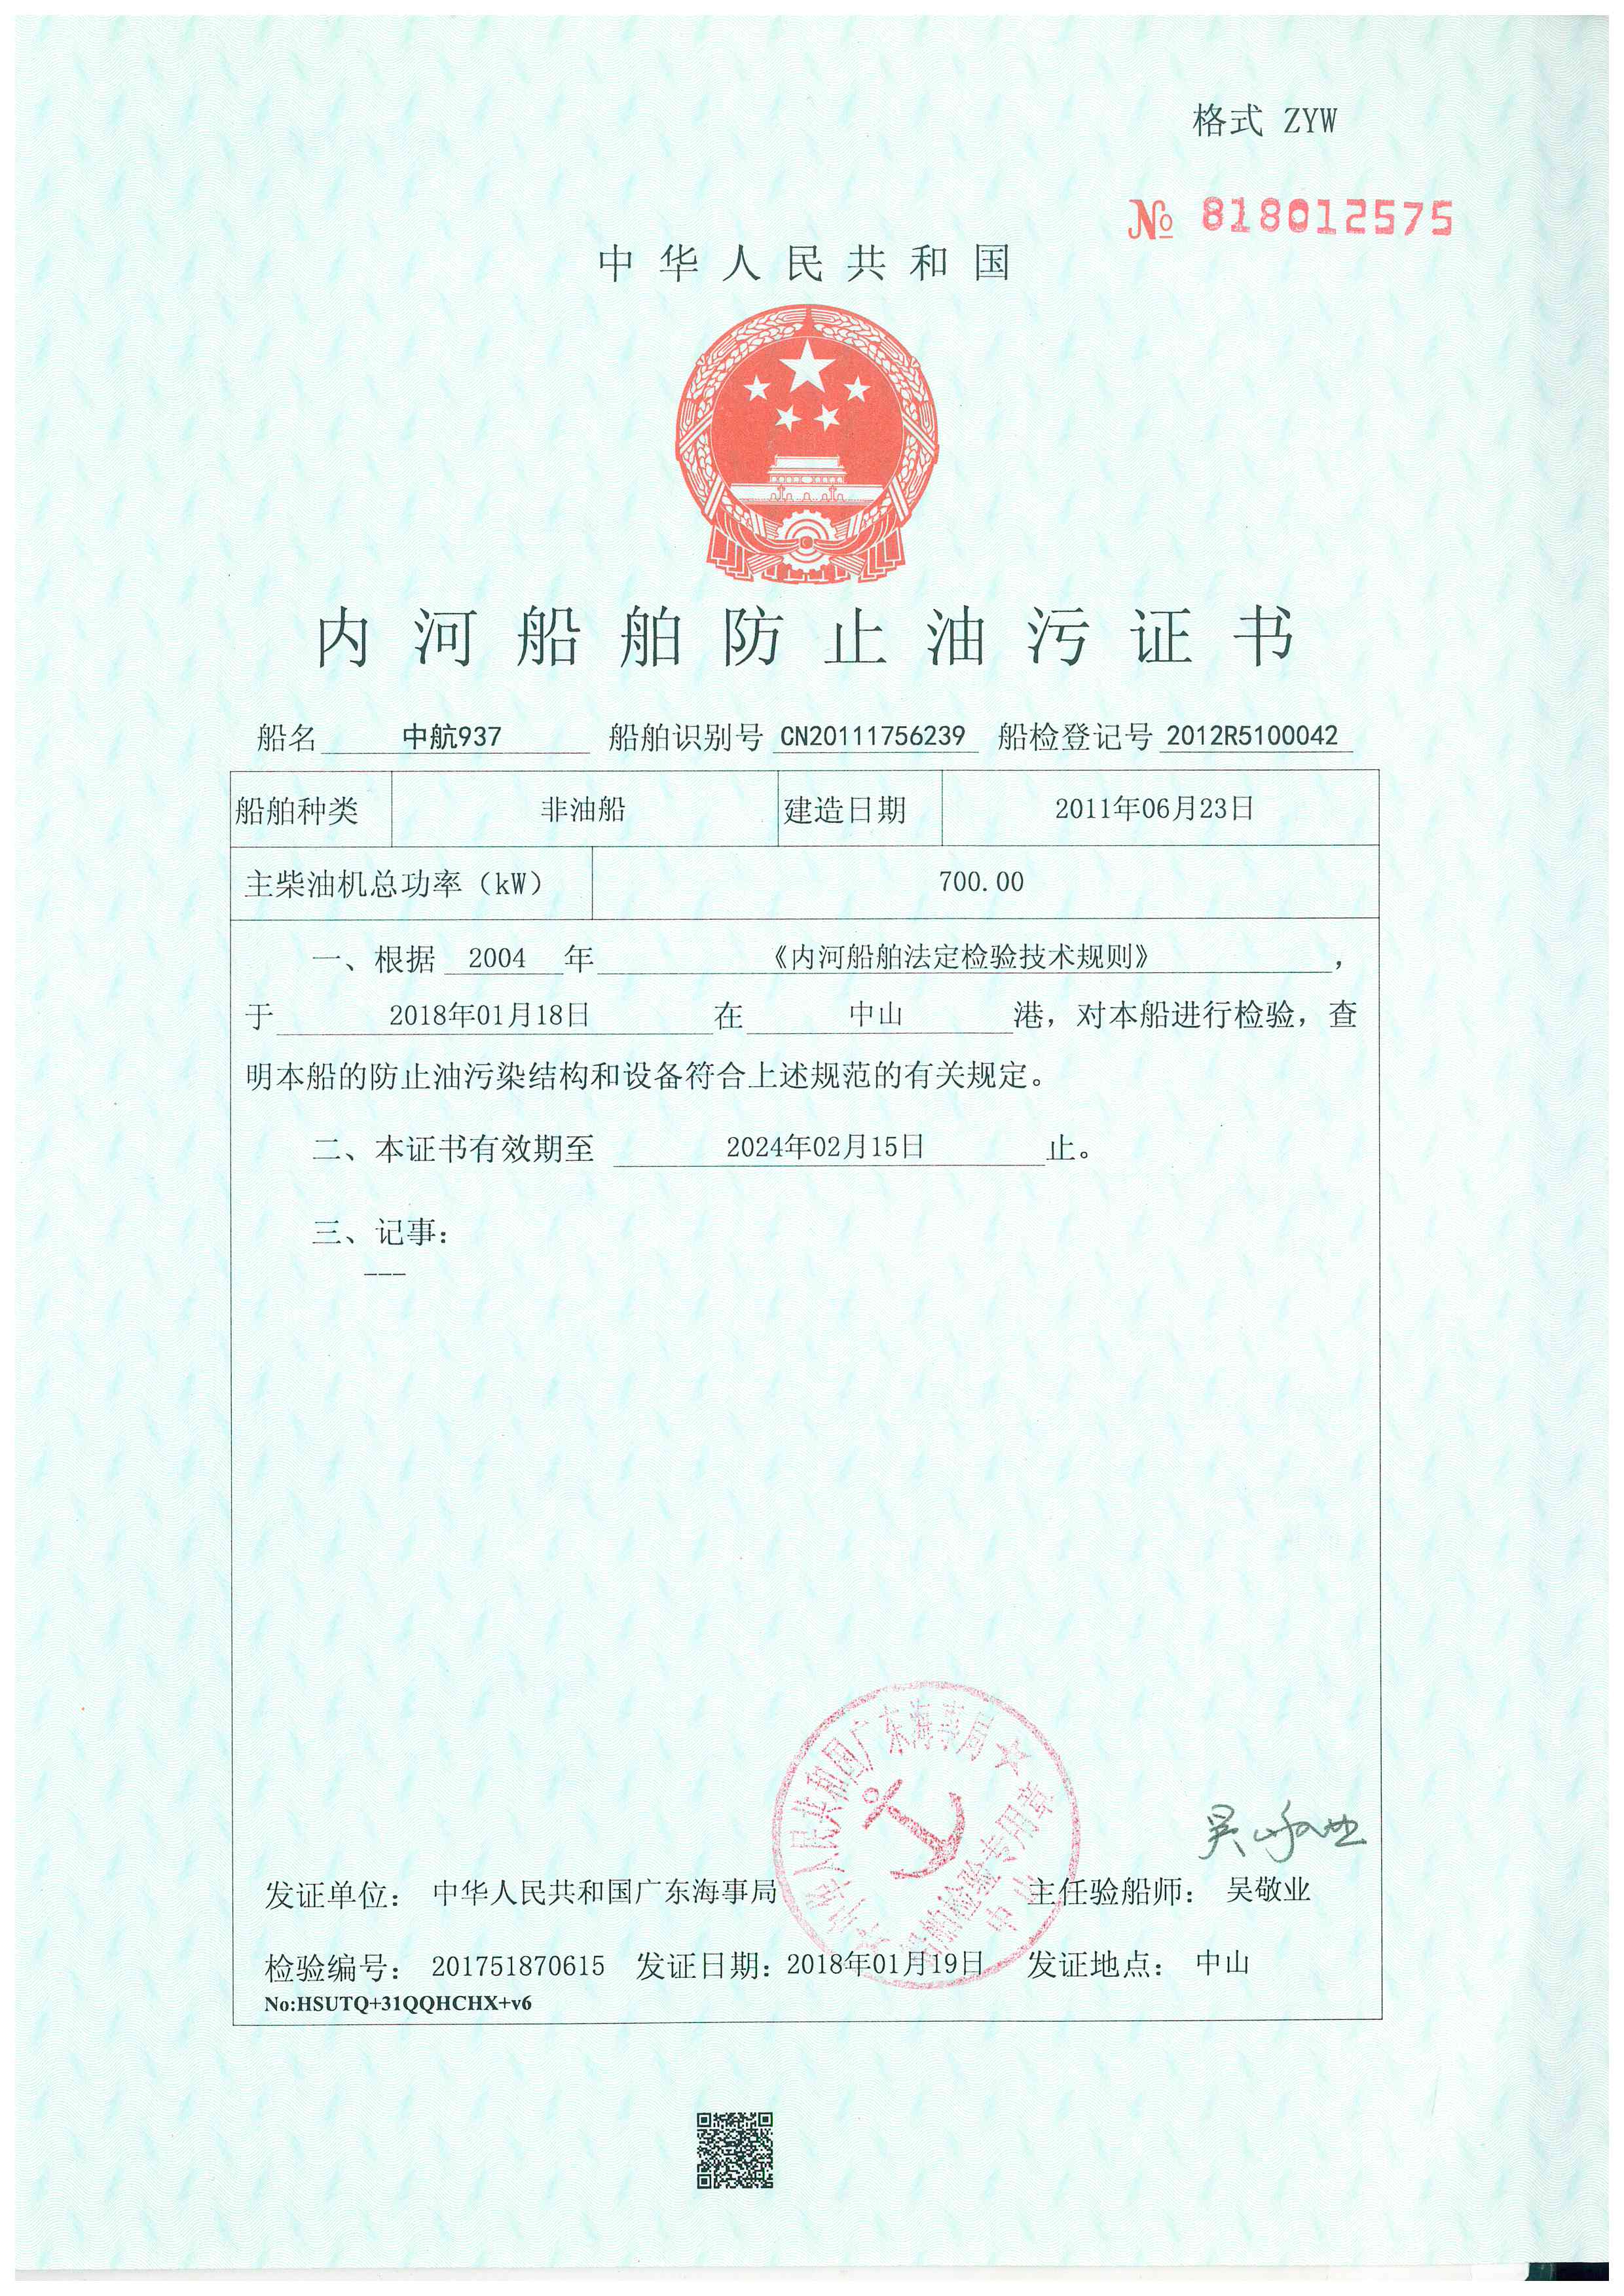 格式 ZYW
№ 818012575
中华人民共和国
内河船舶防止油污证书
船名 中航937 船舶识别号 CN20111756239 船检登记号 2012R5100042
船舶种类 非油船 建造日期 2011年06月23日
主柴油机总功率（kW） 700.00
一、根据 2004 年 《内河船舶法定检验技术规则》 ，
于 2018年01月18日 在 中山 港，对本船进行检验，查
明本船的防止油污染结构和设备符合上述规范的有关规定。
二、本证书有效期至 2024年02月15日 止。
三、记事：
---
中华人民共和国广东海事局
船舶检验专用章
中山
吴敬业
发证单位： 中华人民共和国广东海事局 主任验船师： 吴敬业
检验编号： 201751870615 发证日期：2018年01月19日 发证地点： 中山
No:HSUTQ+31QQHCHX+v6